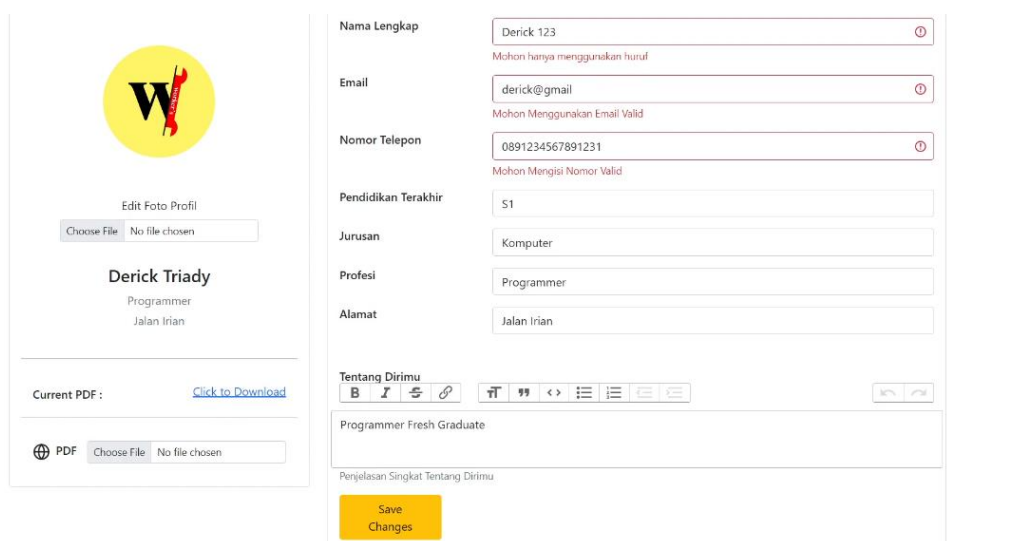 W
Edit Foto Profil
Choose File No file chosen
Derick Triady
Programmer
Jalan Irian
Current PDF : Click to Download
PDF Choose File No file chosen
Nama Lengkap Derick 123
Mohon hanya menggunakan huruf
Email derick@gmail
Mohon Menggunakan Email Valid
Nomor Telepon 0891234567891231
Mohon Mengisi Nomor Valid
Pendidikan Terakhir S1
Jurusan Komputer
Profesi Programmer
Alamat Jalan Irian
Tentang Dirimu
Programmer Fresh Graduate
Penjelasan Singkat Tentang Dirimu
Save
Changes